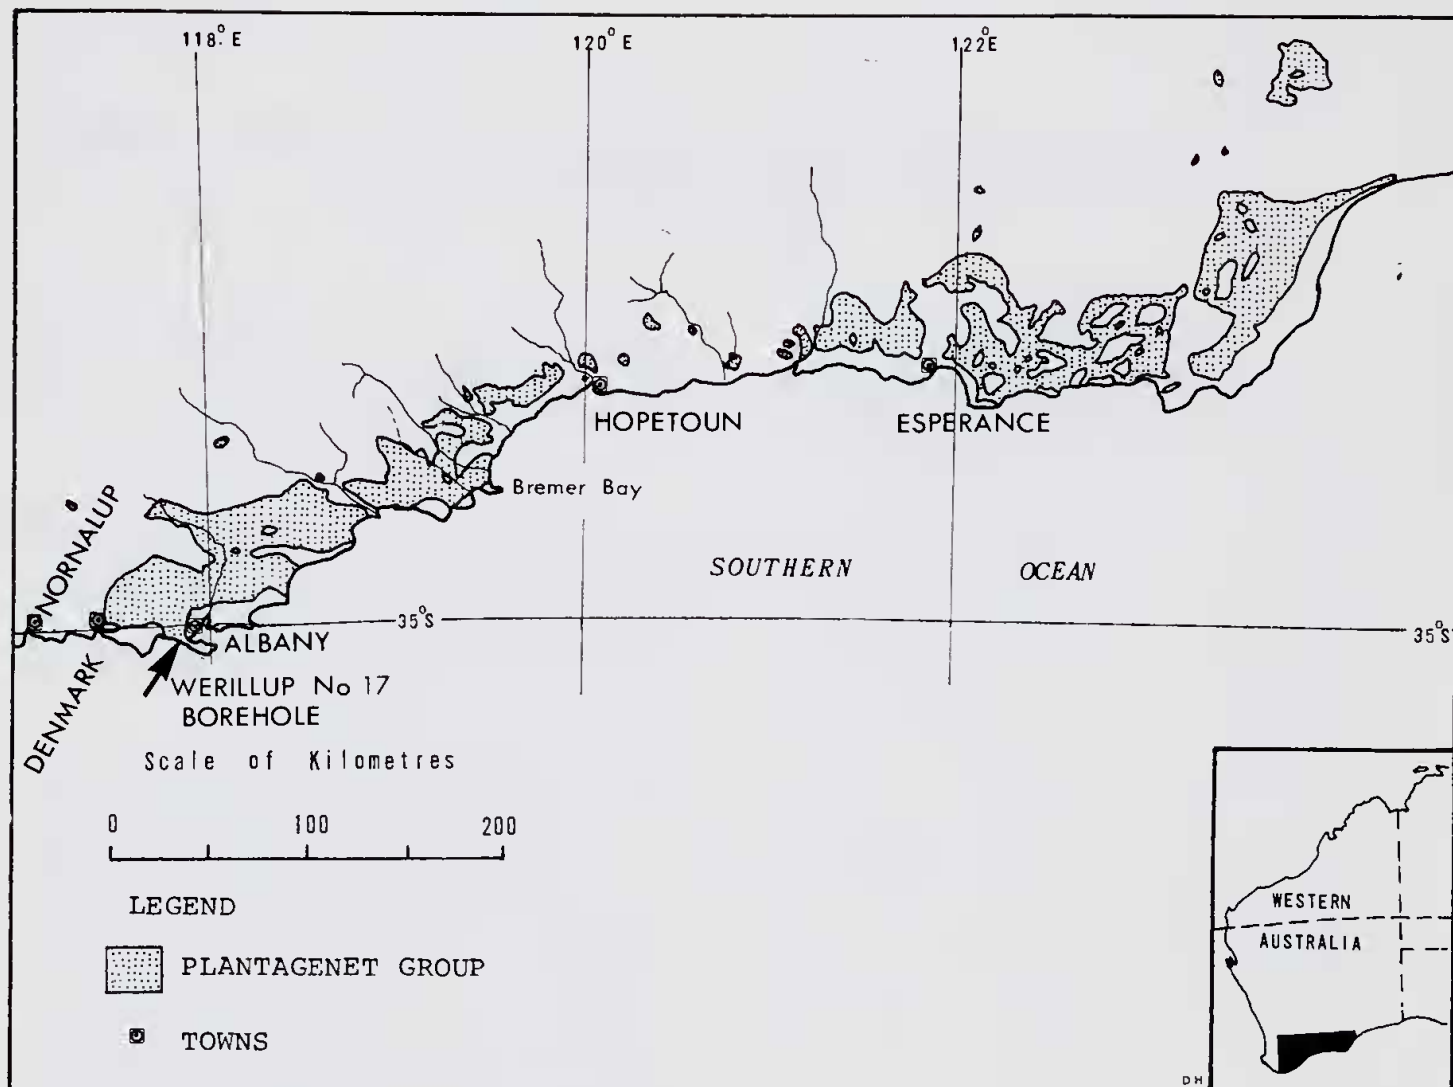 118°E
120°E
122°E
HOPETOUN
ESPERANCE
Bremer Bay
NORNALUP
SOUTHERN OCEAN
35°S
35°S
ALBANY
DENMARK
WERILLUP No 17
BOREHOLE
Scale of Kilometres
0 100 200
LEGEND
PLANTAGENET GROUP
TOWNS
WESTERN
AUSTRALIA
DH